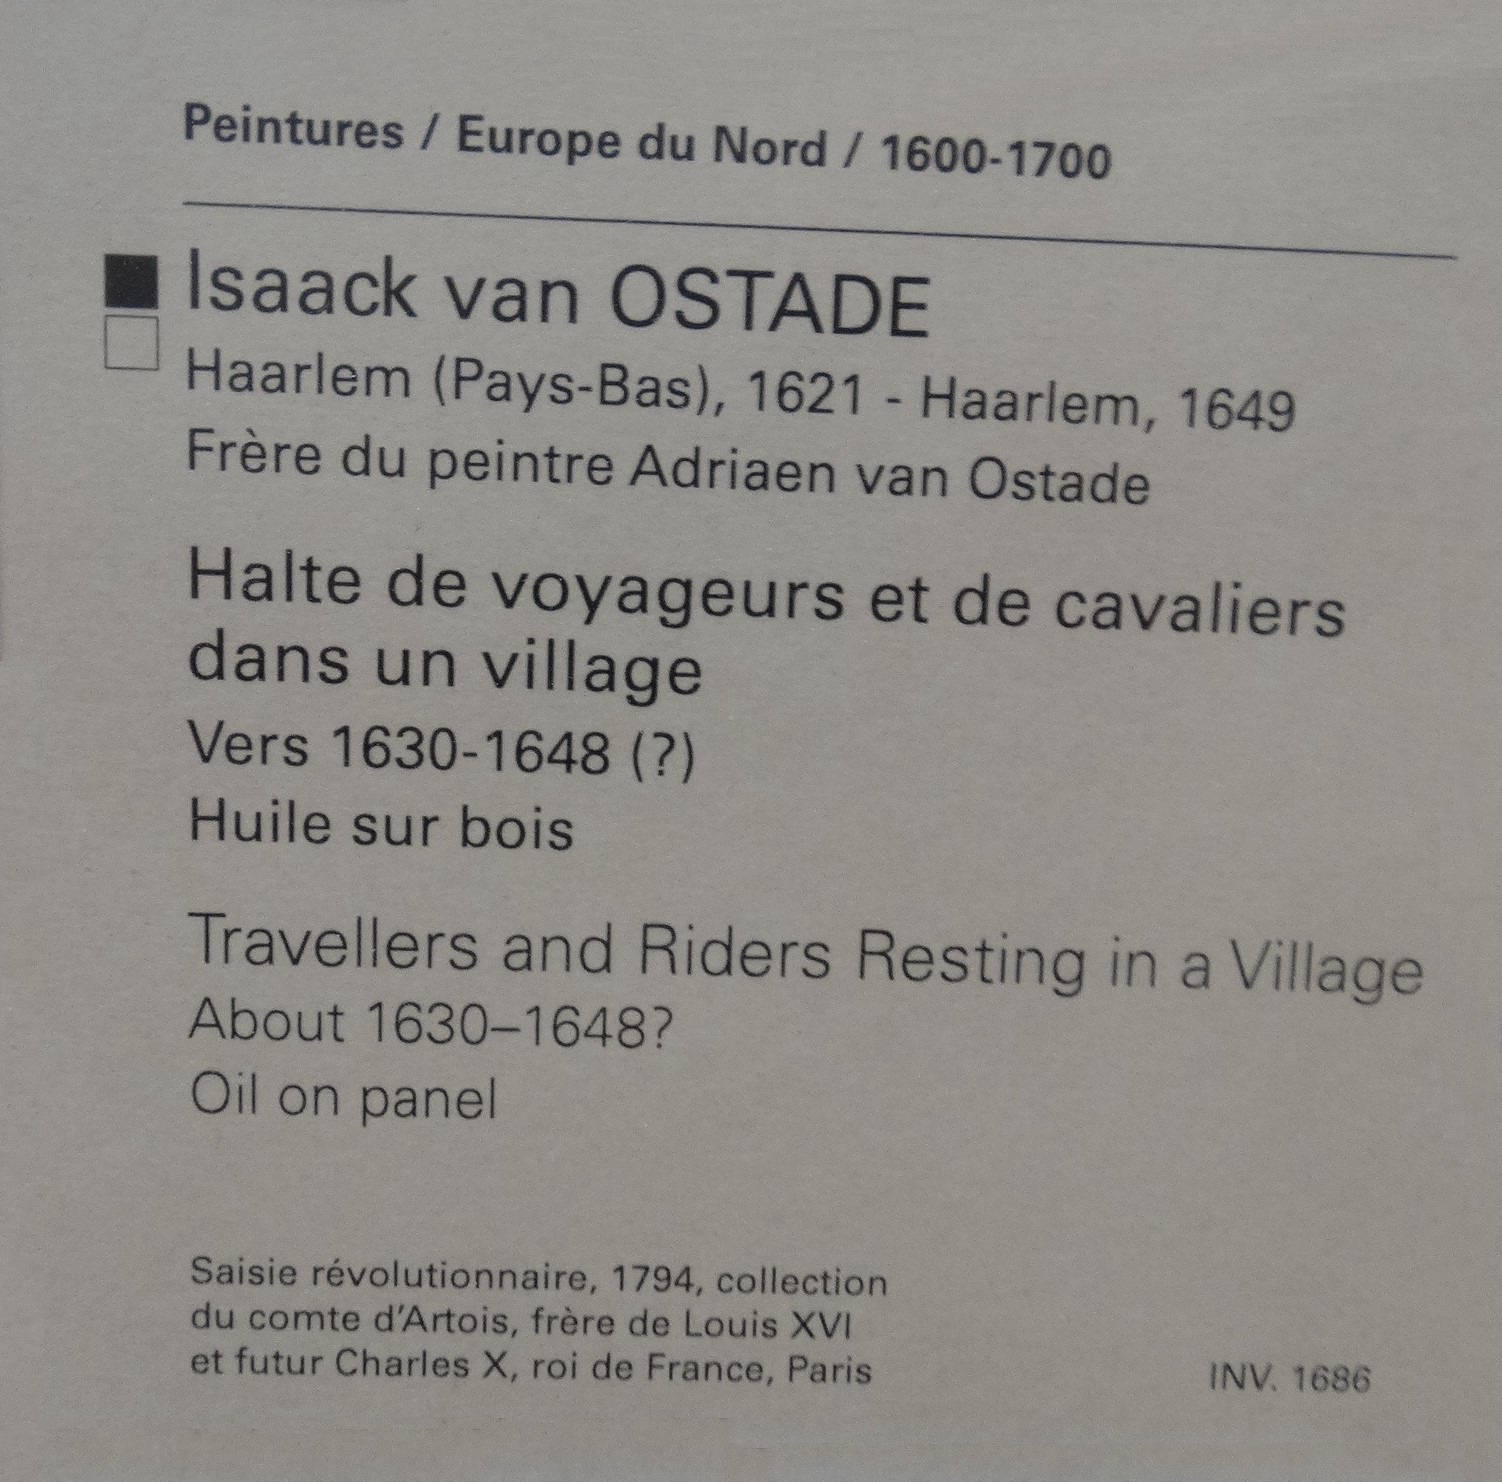 Peintures / Europe du Nord / 1600-1700
Isaack van OSTADE
Haarlem (Pays-Bas), 1621 - Haarlem, 1649
Frère du peintre Adriaen van Ostade
Halte de voyageurs et de cavaliers
dans un village
Vers 1630-1648 (?)
Huile sur bois
Travellers and Riders Resting in a Village
About 1630–1648?
Oil on panel
Saisie révolutionnaire, 1794, collection
du comte d'Artois, frère de Louis XVI
et futur Charles X, roi de France, Paris
INV. 1686